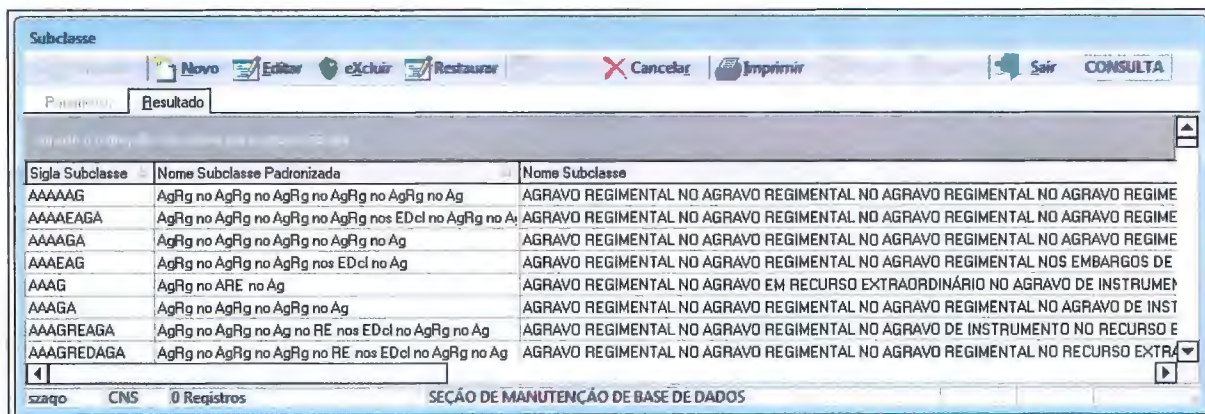 Subclasse
Novo Editar eXcluir Restaurar Cancelar Imprimir Sair CONSULTA
Resultado
Sigla Subclasse Nome Subclasse Padronizada Nome Subclasse
AAAAAG AgRg no AgRg no AgRg no AgRg no AgRg no Ag AGRAVO REGIMENTAL NO AGRAVO REGIMENTAL NO AGRAVO REGIMENTAL NO AGRAVO REGIME
AAAAEAGA AgRg no AgRg no AgRg no AgRg nos EDcl no AgRg no A AGRAVO REGIMENTAL NO AGRAVO REGIMENTAL NO AGRAVO REGIMENTAL NO AGRAVO REGIME
AAAAGA AgRg no AgRg no AgRg no AgRg no Ag AGRAVO REGIMENTAL NO AGRAVO REGIMENTAL NO AGRAVO REGIMENTAL NO AGRAVO REGIME
AAAEAG AgRg no AgRg no AgRg nos EDcl no Ag AGRAVO REGIMENTAL NO AGRAVO REGIMENTAL NO AGRAVO REGIMENTAL NOS EMBARGOS DE
AAAG AgRg no ARE no Ag AGRAVO REGIMENTAL NO AGRAVO EM RECURSO EXTRAORDINÁRIO NO AGRAVO DE INSTRUMEN
AAAGA AgRg no AgRg no AgRg no Ag AGRAVO REGIMENTAL NO AGRAVO REGIMENTAL NO AGRAVO REGIMENTAL NO AGRAVO DE INST
AAAGREAGA AgRg no AgRg no Ag no RE nos EDcl no AgRg no Ag AGRAVO REGIMENTAL NO AGRAVO REGIMENTAL NO AGRAVO DE INSTRUMENTO NO RECURSO E
AAAGREDAGA AgRg no AgRg no AgRg no RE nos EDcl no AgRg no Ag AGRAVO REGIMENTAL NO AGRAVO REGIMENTAL NO AGRAVO REGIMENTAL NO RECURSO EXTRA
szaqo CNS 0 Registros SEÇÃO DE MANUTENÇÃO DE BASE DE DADOS